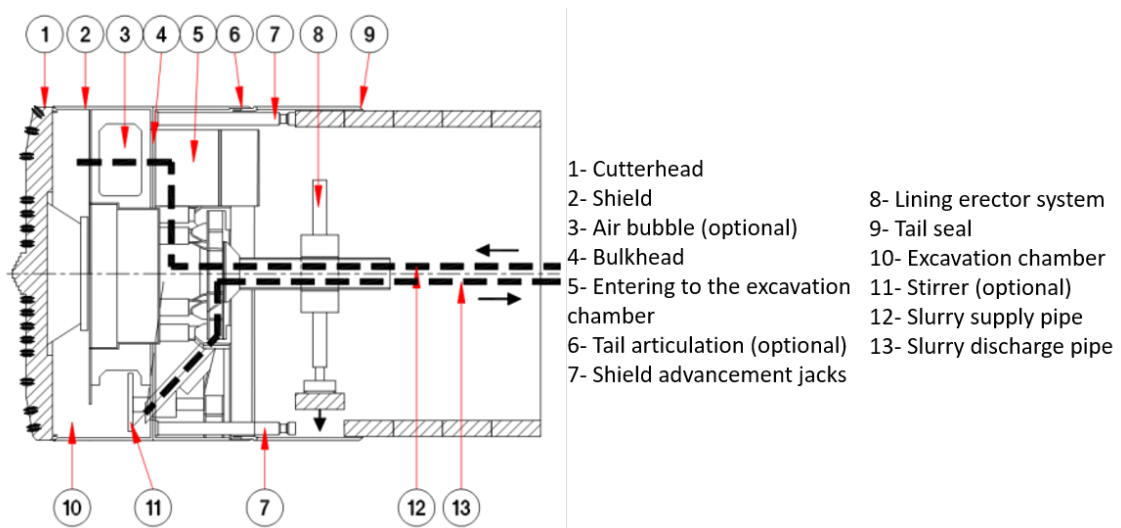 1 2 3 4 5 6 7 8 9
1- Cutterhead
2- Shield
3- Air bubble (optional)
4- Bulkhead
5- Entering to the excavation
chamber
6- Tail articulation (optional)
7- Shield advancement jacks
8- Lining erector system
9- Tail seal
10- Excavation chamber
11- Stirrer (optional)
12- Slurry supply pipe
13- Slurry discharge pipe
10 11 7 12 13